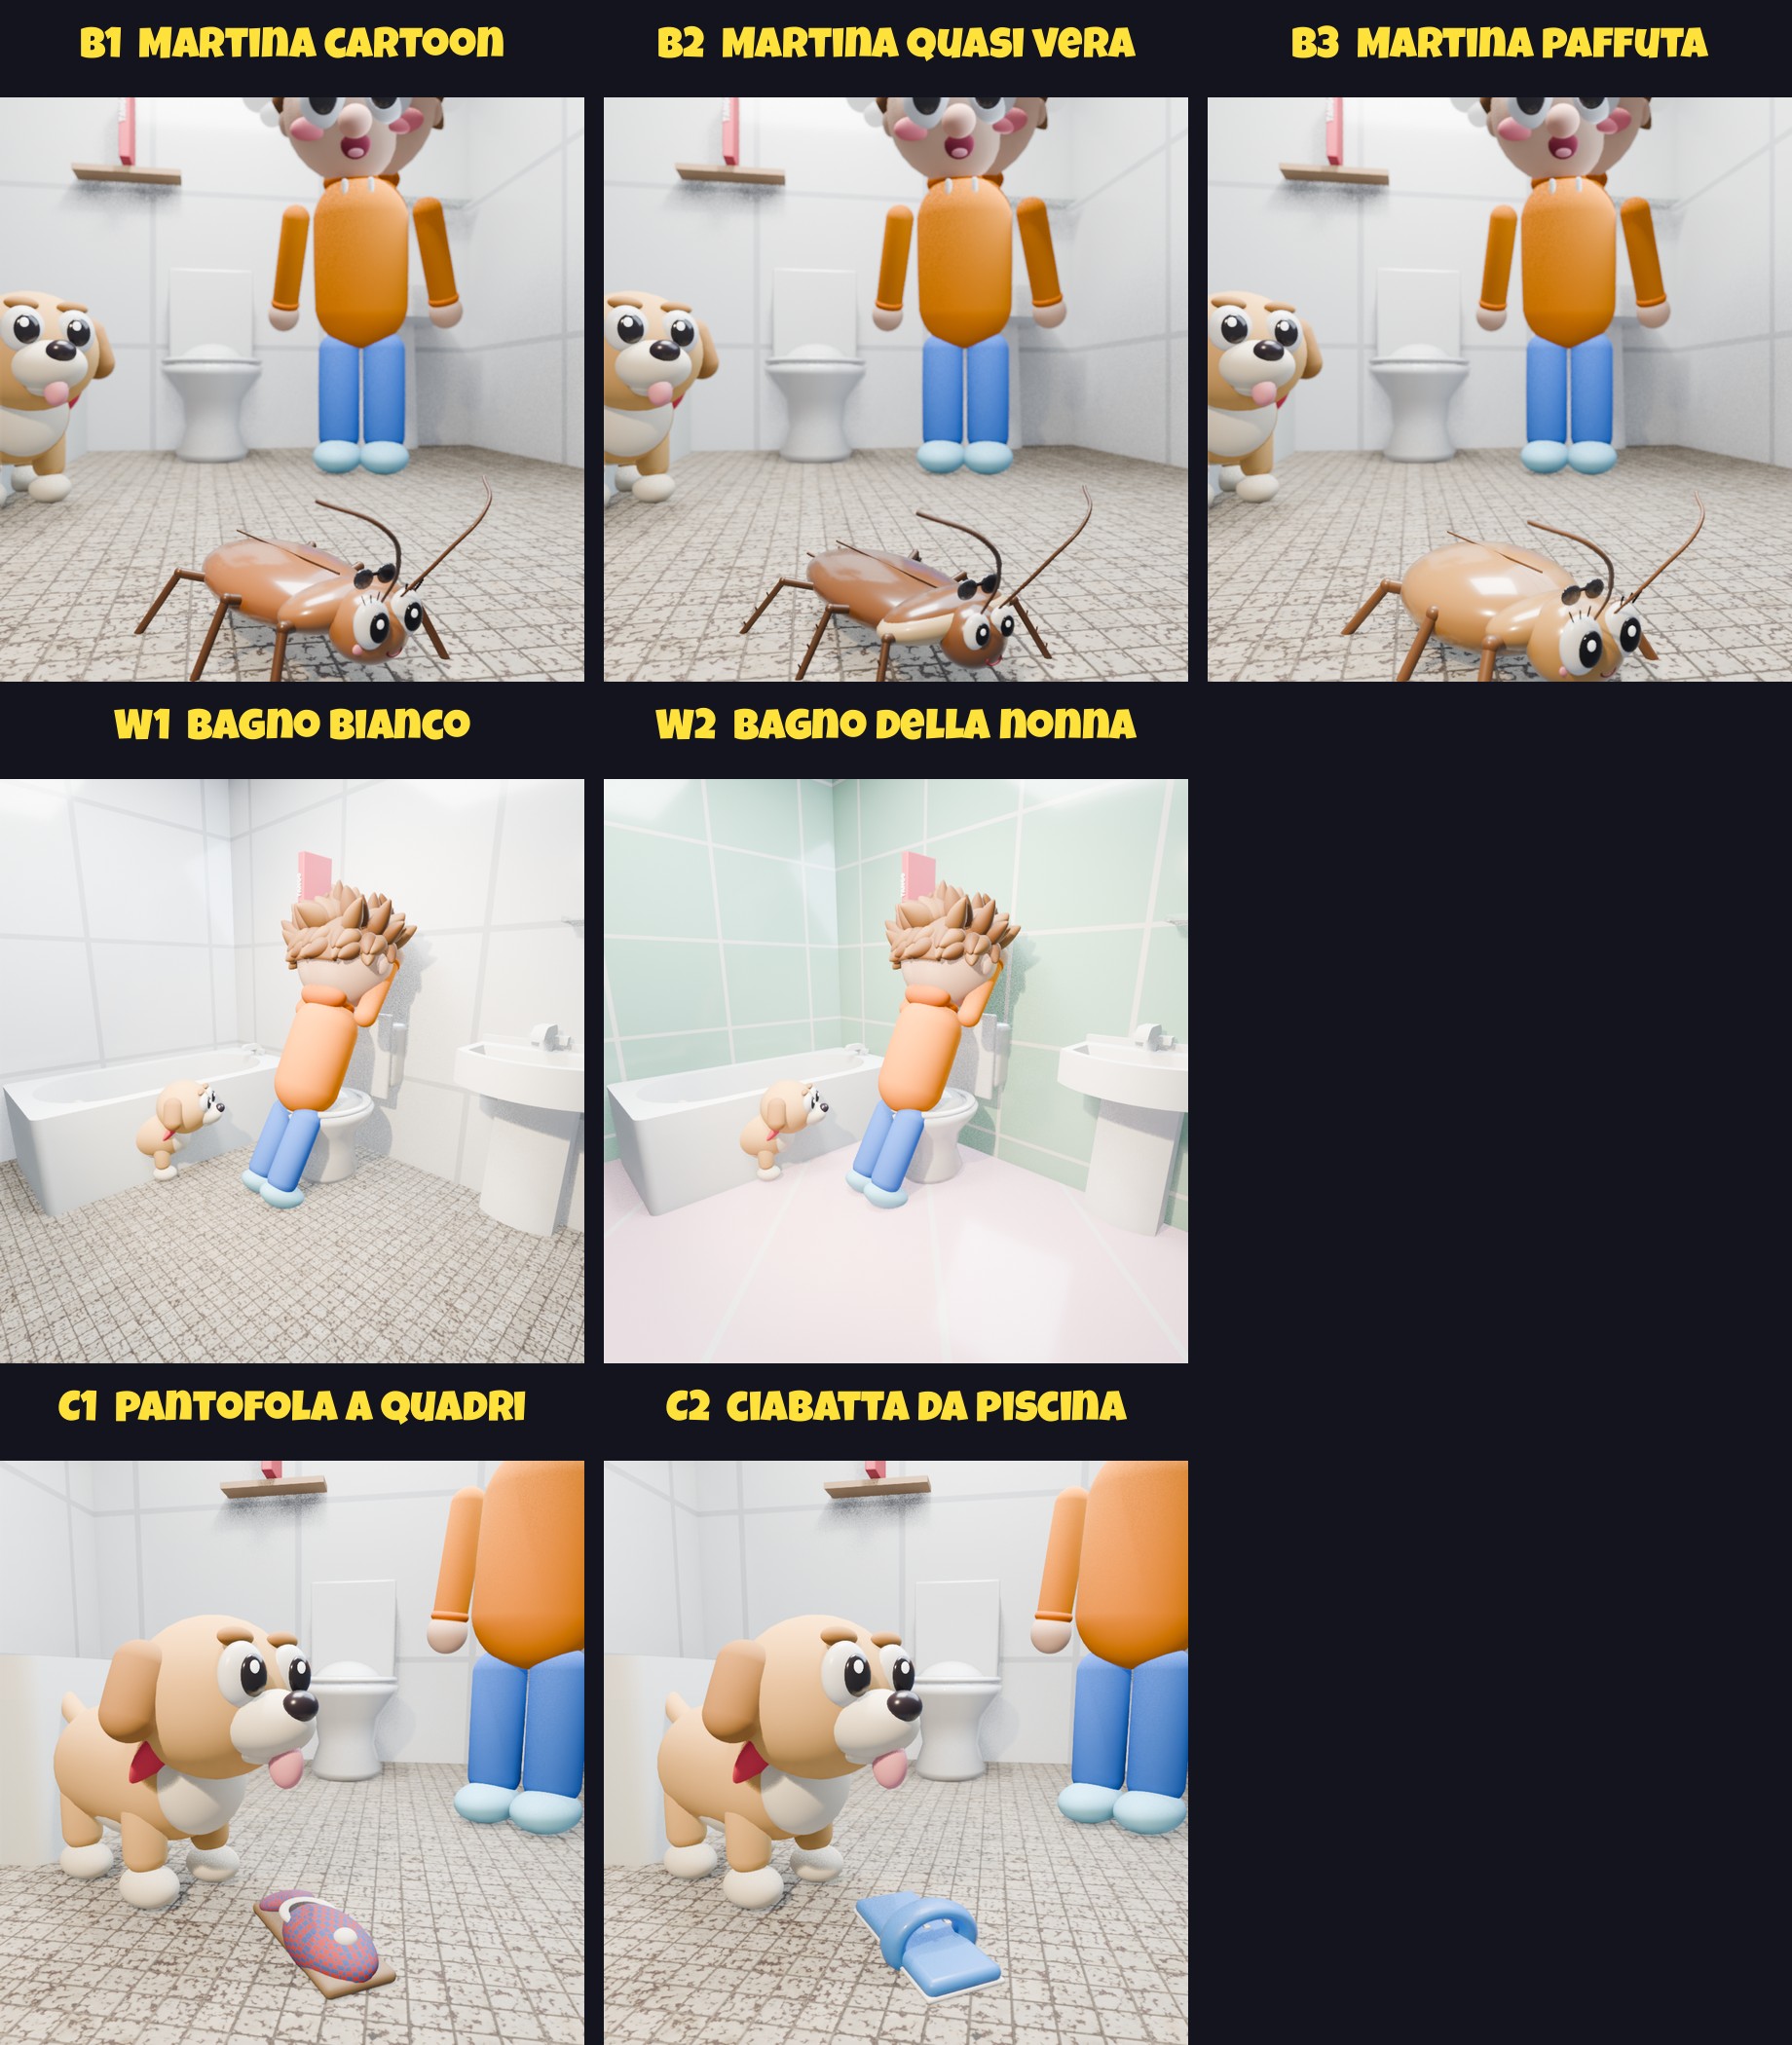 B1 MARTINA CARTOON
B2 MARTINA QUASI VERA
B3 MARTINA PAFFUTA
W1 BAGNO BIANCO
W2 BAGNO DELLA NONNA
C1 PANTOFOLA A QUADRI
C2 CIABATTA DA PISCINA